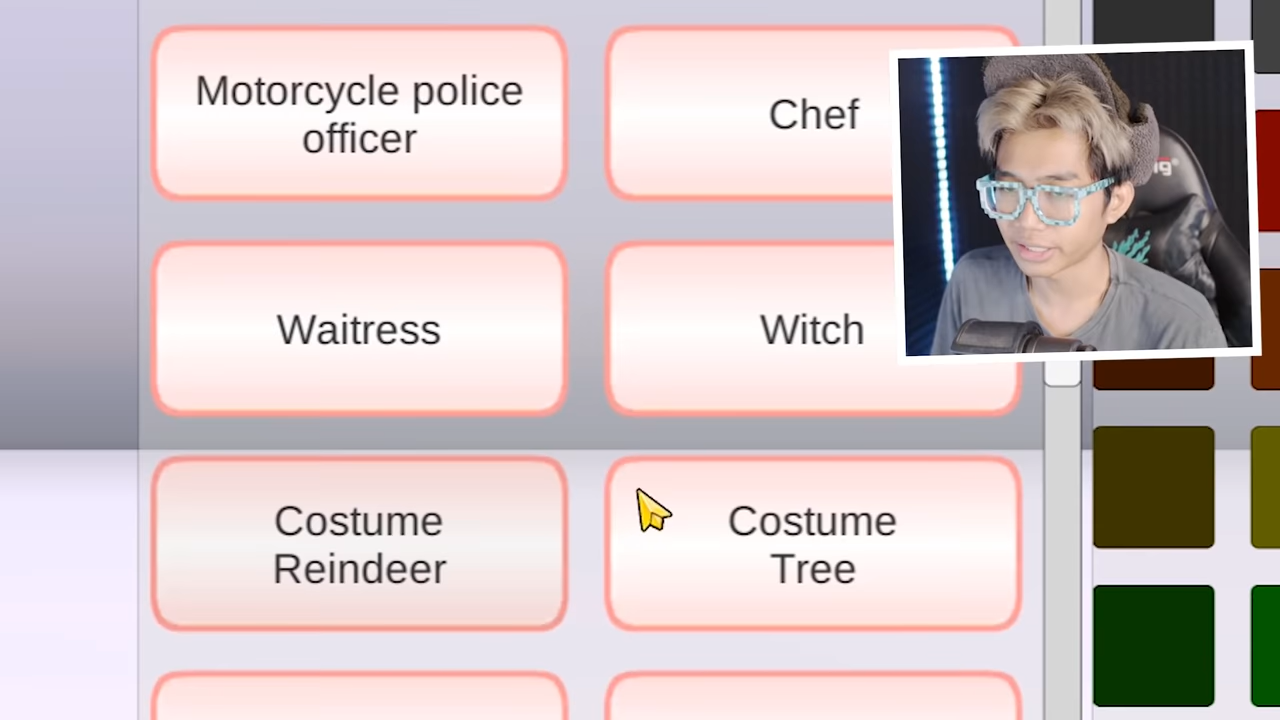 Motorcycle police
officer
Chef
Waitress
Witch
Costume
Reindeer
Costume
Tree